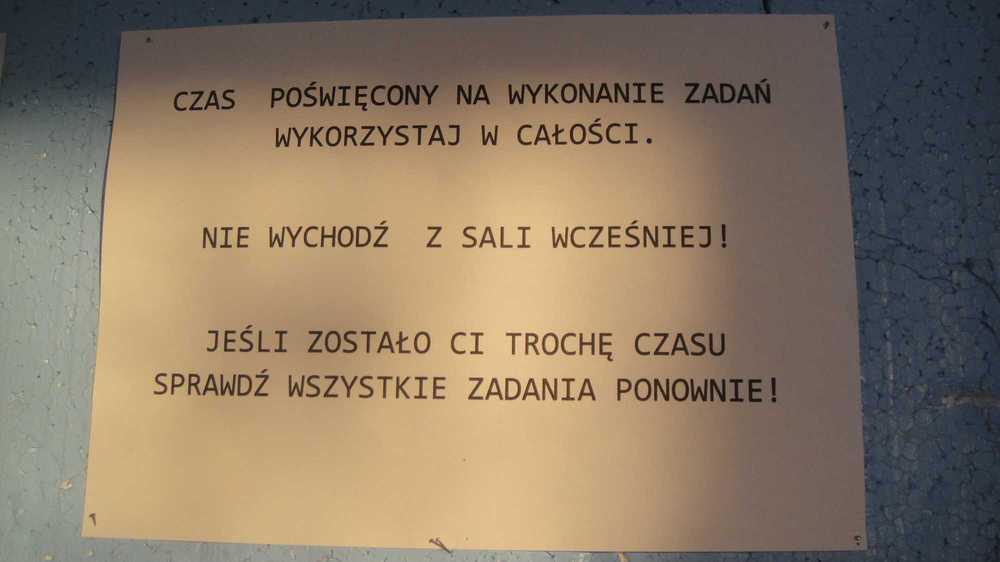 CZAS POŚWIĘCONY NA WYKONANIE ZADAŃ
WYKORZYSTAJ W CAŁOŚCI.
NIE WYCHODŹ Z SALI WCZEŚNIEJ!
JEŚLI ZOSTAŁO CI TROCHĘ CZASU
SPRAWDŹ WSZYSTKIE ZADANIA PONOWNIE!